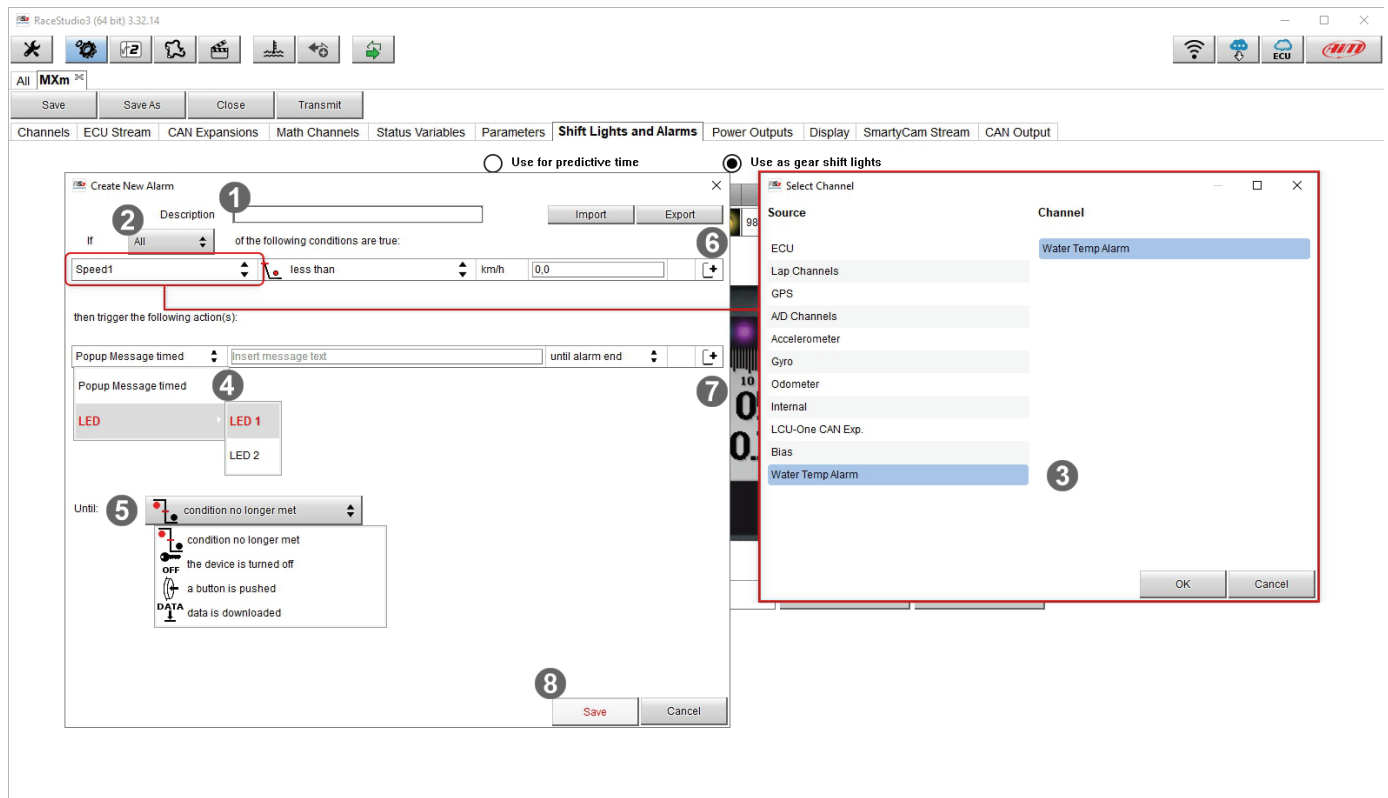 RaceStudio3 (64 bit) 3.32.14
ECU
AiM
All MXm
Save Save As Close Transmit
Channels ECU Stream CAN Expansions Math Channels Status Variables Parameters Shift Lights and Alarms Power Outputs Display SmartyCam Stream CAN Output
Use for predictive time Use as gear shift lights
Create New Alarm
1
Description Import Export
2
If All of the following conditions are true:
6
Speed1 less than km/h 0,0
then trigger the following action(s):
Popup Message timed Insert message text until alarm end
Popup Message timed
4
7
LED LED 1
LED 2
Until: 5 condition no longer met
condition no longer met
OFF the device is turned off
a button is pushed
DATA data is downloaded
8
Save Cancel
98
10
0
0.
Select Channel
Source Channel
ECU Water Temp Alarm
Lap Channels
GPS
A/D Channels
Accelerometer
Gyro
Odometer
Internal
LCU-One CAN Exp.
Bias
Water Temp Alarm 3
OK Cancel